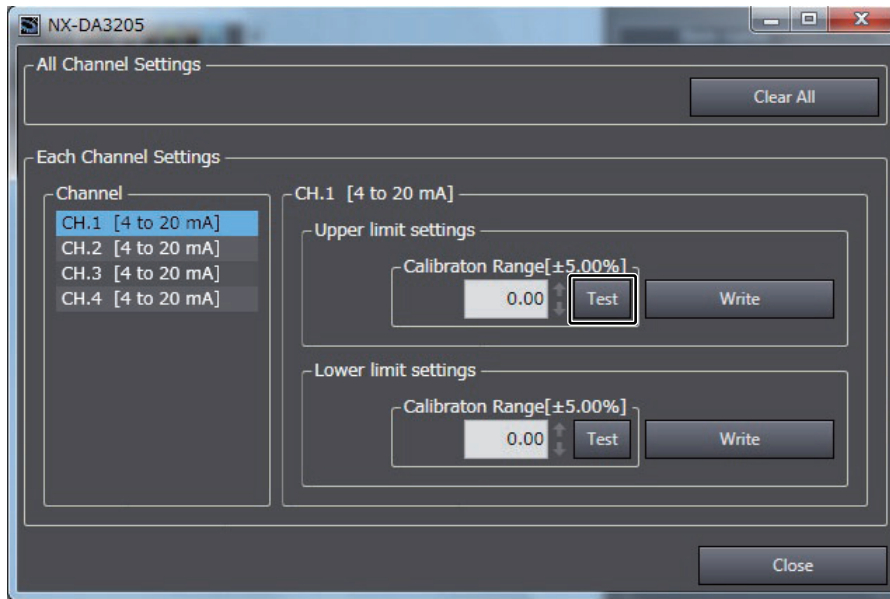 NX-DA3205
All Channel Settings
Clear All
Each Channel Settings
Channel
CH.1 [4 to 20 mA]
CH.2 [4 to 20 mA]
CH.3 [4 to 20 mA]
CH.4 [4 to 20 mA]
CH.1 [4 to 20 mA]
Upper limit settings
Calibraton Range[±5.00%]
0.00 Test Write
Lower limit settings
Calibraton Range[±5.00%]
0.00 Test Write
Close